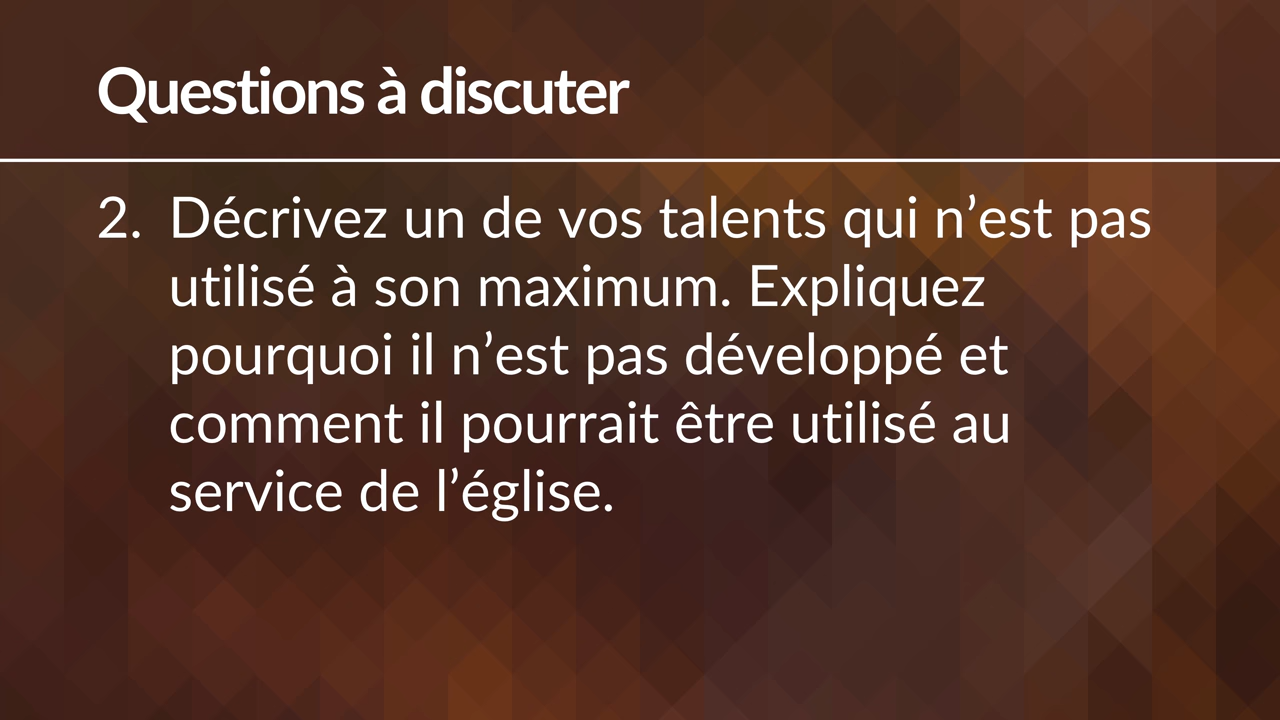 Questions à discuter
2. Décrivez un de vos talents qui n’est pas
utilisé à son maximum. Expliquez
pourquoi il n’est pas développé et
comment il pourrait être utilisé au
service de l’église.